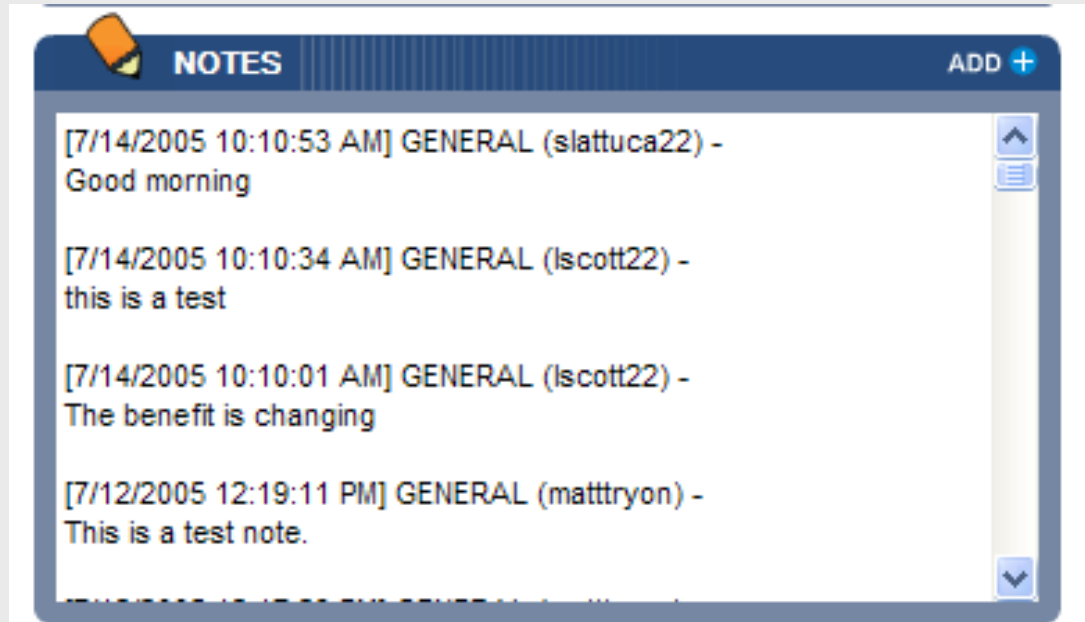 NOTES
ADD
[7/14/2005 10:10:53 AM] GENERAL (slattuca22) -
Good morning
[7/14/2005 10:10:34 AM] GENERAL (lscott22) -
this is a test
[7/14/2005 10:10:01 AM] GENERAL (lscott22) -
The benefit is changing
[7/12/2005 12:19:11 PM] GENERAL (matttryon) -
This is a test note.